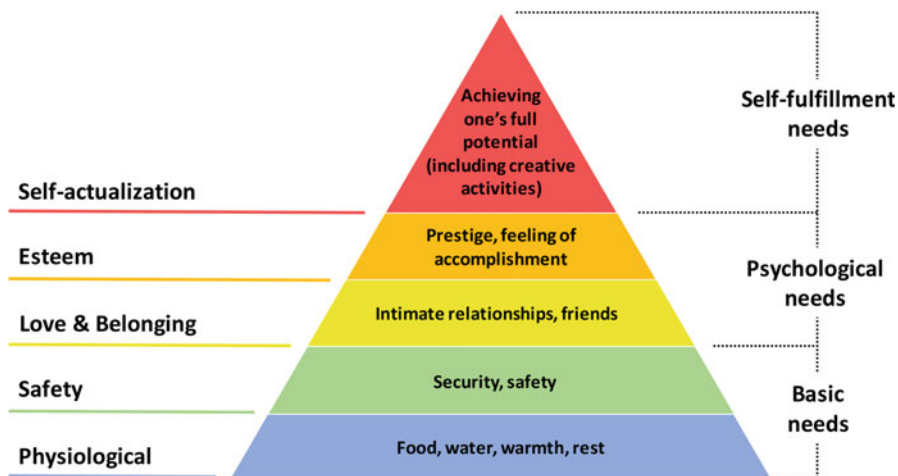 Achieving
one's full
potential
(including creative
activities)
Self-fulfillment
needs
Self-actualization
Prestige, feeling of
accomplishment
Esteem
Psychological
needs
Intimate relationships, friends
Love & Belonging
Security, safety
Safety
Basic
needs
Food, water, warmth, rest
Physiological